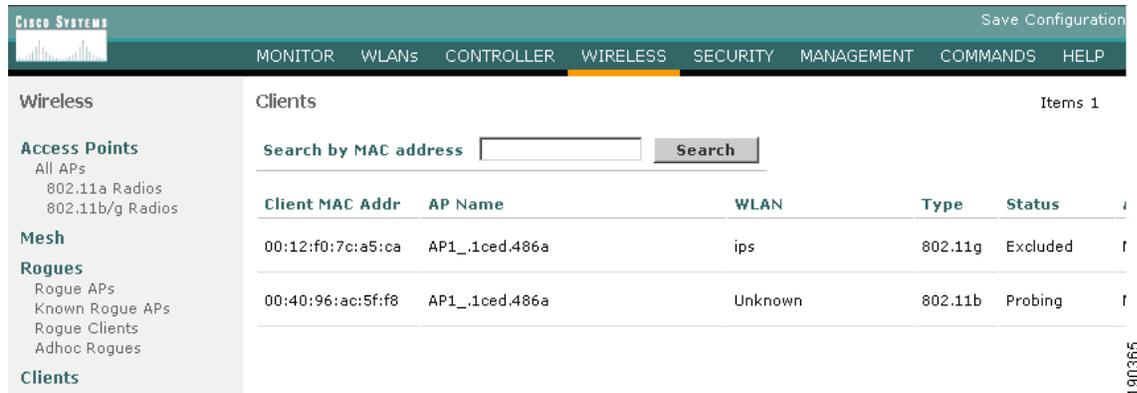 CISCO SYSTEMS
Save Configuration
MONITOR WLANs CONTROLLER WIRELESS SECURITY MANAGEMENT COMMANDS HELP
Wireless
Access Points
All APs
802.11a Radios
802.11b/g Radios
Mesh
Rogues
Rogue APs
Known Rogue APs
Rogue Clients
Adhoc Rogues
Clients
Clients Items 1
Search by MAC address Search
Client MAC Addr AP Name WLAN Type Status
00:12:f0:7c:a5:ca AP1_.1ced.486a ips 802.11g Excluded
00:40:96:ac:5f:f8 AP1_.1ced.486a Unknown 802.11b Probing
190365